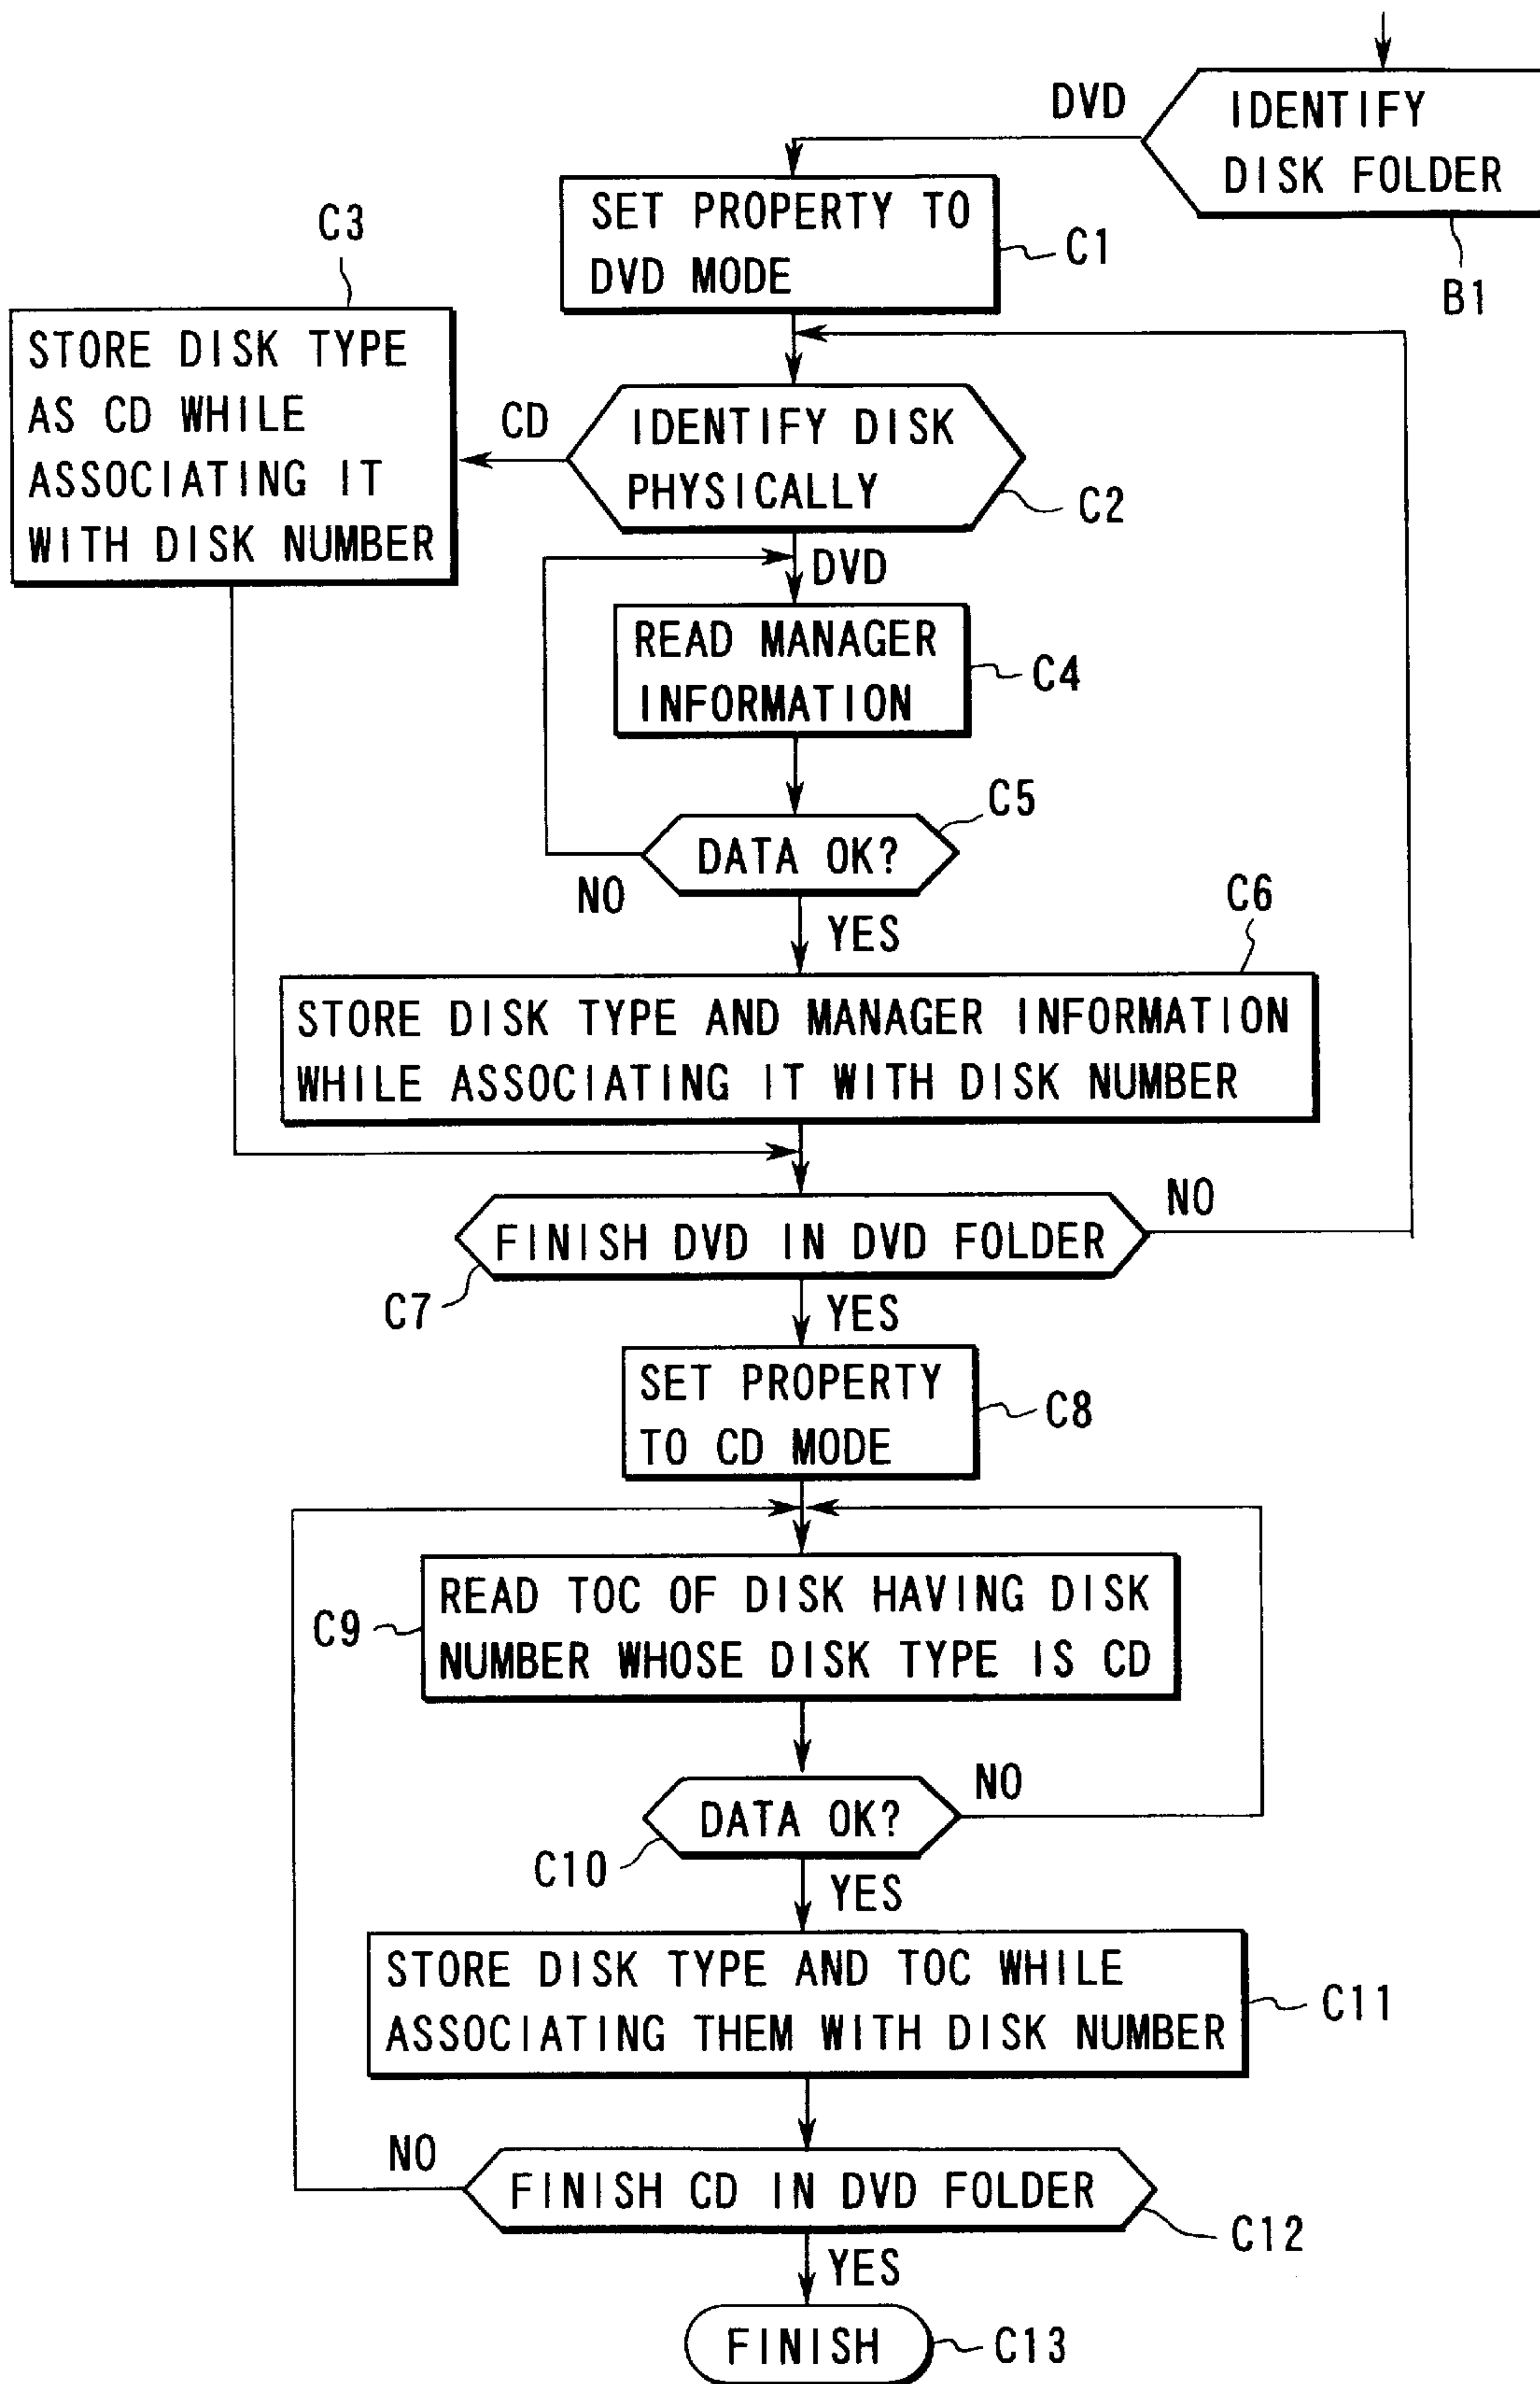 DVD
IDENTIFY
DISK FOLDER
B1
SET PROPERTY TO
DVD MODE
C1
C3
STORE DISK TYPE
AS CD WHILE
ASSOCIATING IT
WITH DISK NUMBER
CD
IDENTIFY DISK
PHYSICALLY
C2
DVD
READ MANAGER
INFORMATION
C4
C5
DATA OK?
NO
YES
C6
STORE DISK TYPE AND MANAGER INFORMATION
WHILE ASSOCIATING IT WITH DISK NUMBER
NO
FINISH DVD IN DVD FOLDER
C7
YES
SET PROPERTY
TO CD MODE
C8
READ TOC OF DISK HAVING DISK
NUMBER WHOSE DISK TYPE IS CD
C9
NO
DATA OK?
C10
YES
STORE DISK TYPE AND TOC WHILE
ASSOCIATING THEM WITH DISK NUMBER
C11
NO
FINISH CD IN DVD FOLDER
C12
YES
FINISH
C13